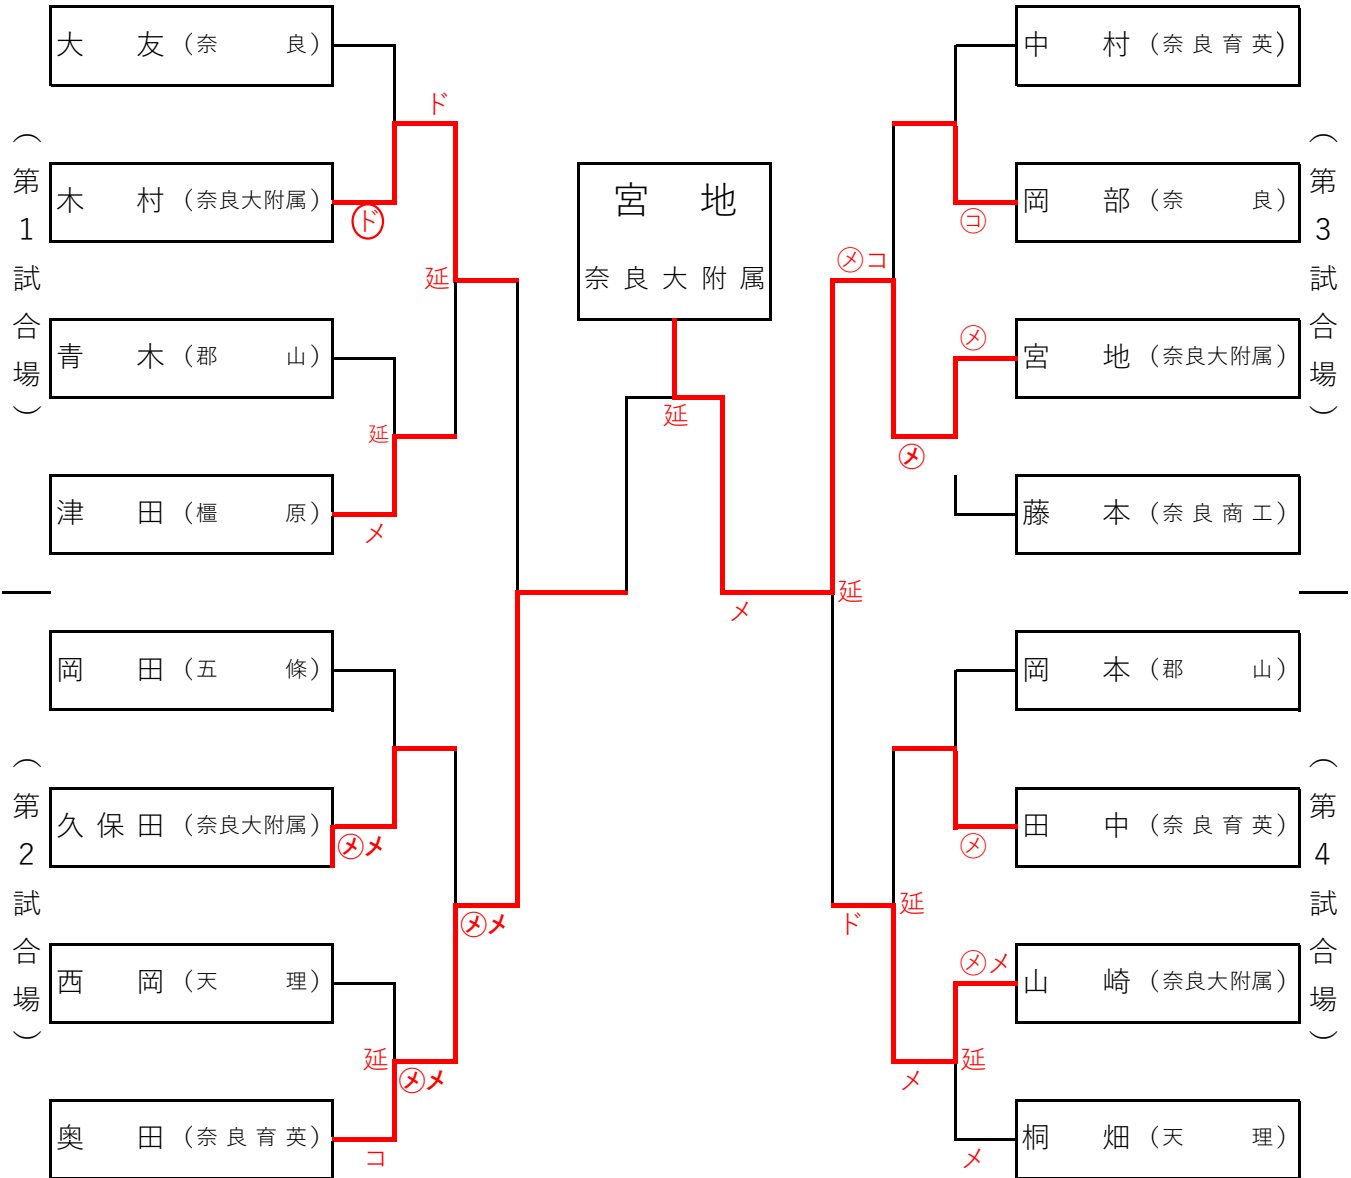 大友（奈良）
ド
（第1試合場）
木村（奈良大附属）
ド
延
青木（郡山）
延
津田（橿原）
メ
岡田（五條）
（第2試合場）
久保田（奈良大附属）
メメ
メメ
西岡（天理）
延
メメ
奥田（奈良育英）
コ
宮地
奈良大附属
延
メ
中村（奈良育英）
（第3試合場）
岡部（奈良）
コ
メコ
メ
宮地（奈良大附属）
メ
藤本（奈良商工）
延
岡本（郡山）
（第4試合場）
田中（奈良育英）
メ
延
ド
メメ
山崎（奈良大附属）
延
メ
桐畑（天理）
メ